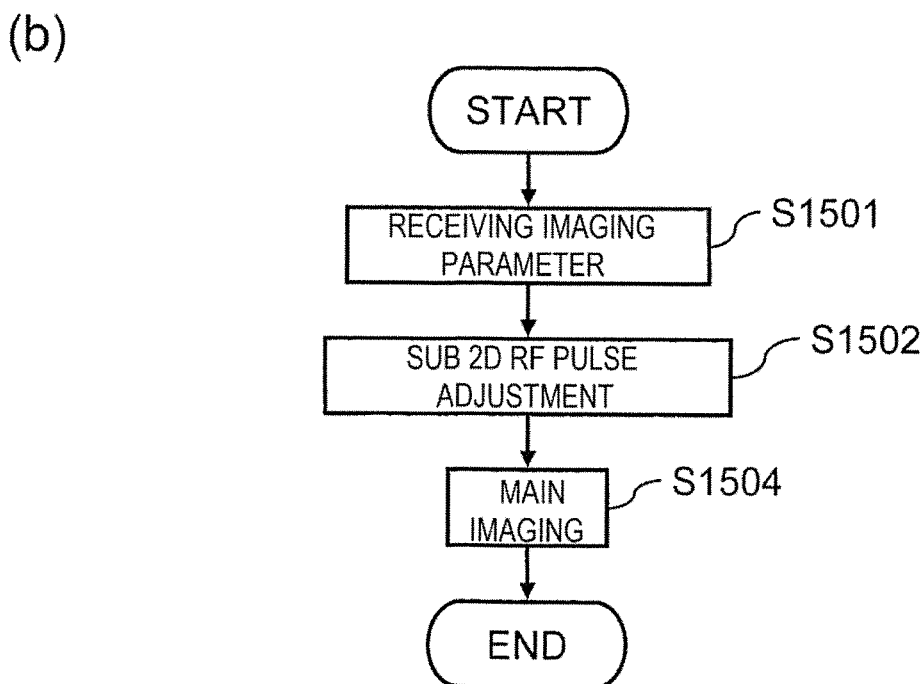 (b)
START
RECEIVING IMAGING
PARAMETER
S1501
SUB 2D RF PULSE
ADJUSTMENT
S1502
MAIN
IMAGING
S1504
END